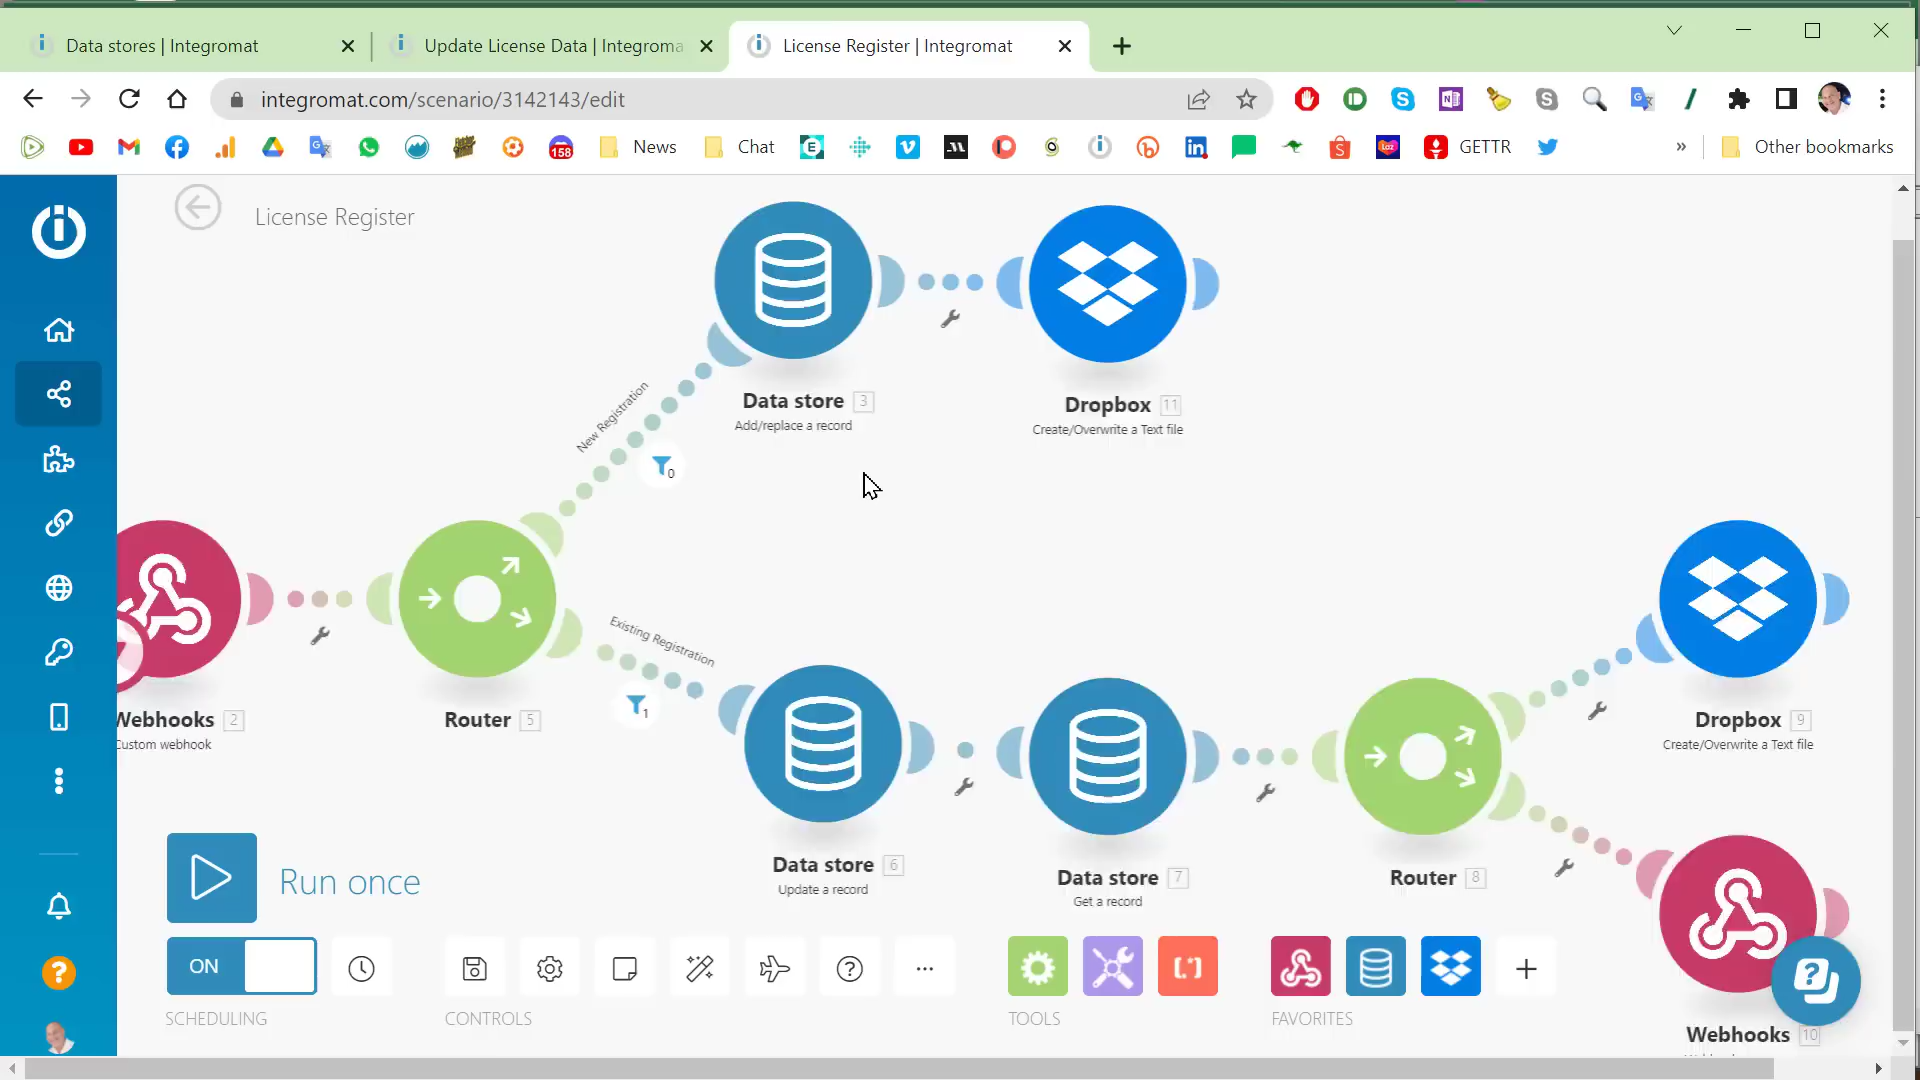 Data stores | Integromat
Update License Data | Integroma
License Register | Integromat
integromat.com/scenario/3142143/edit
158
News
Chat
GETTR
»
Other bookmarks
License Register
Data store 3
Add/replace a record
Dropbox 11
Create/Overwrite a Text file
New Registration
0
Existing Registration
1
Webhooks 2
Custom webhook
Router 5
Data store 6
Update a record
Data store 7
Get a record
Router 8
Dropbox 9
Create/Overwrite a Text file
Webhooks 10
Run once
ON
SCHEDULING
CONTROLS
TOOLS
FAVORITES